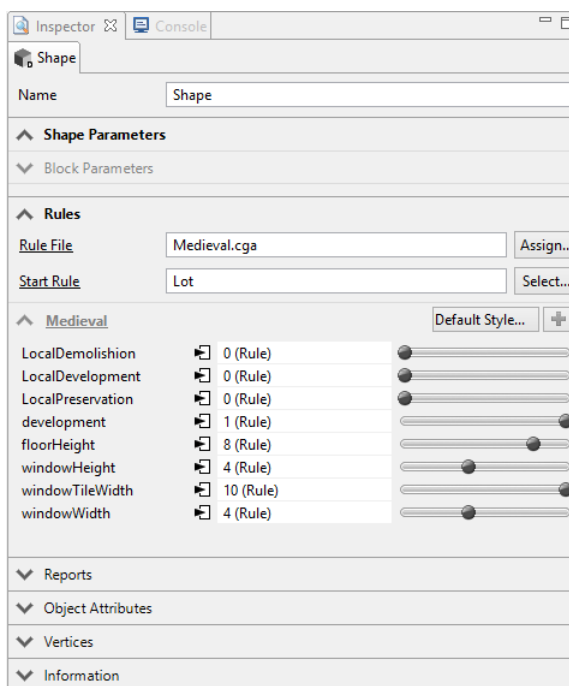 Inspector Console
Shape
Name Shape
Shape Parameters
Block Parameters
Rules
Rule File Medieval.cga Assign...
Start Rule Lot Select...
Medieval Default Style...
LocalDemolishion 0 (Rule)
LocalDevelopment 0 (Rule)
LocalPreservation 0 (Rule)
development 1 (Rule)
floorHeight 8 (Rule)
windowHeight 4 (Rule)
windowTileWidth 10 (Rule)
windowWidth 4 (Rule)
Reports
Object Attributes
Vertices
Information